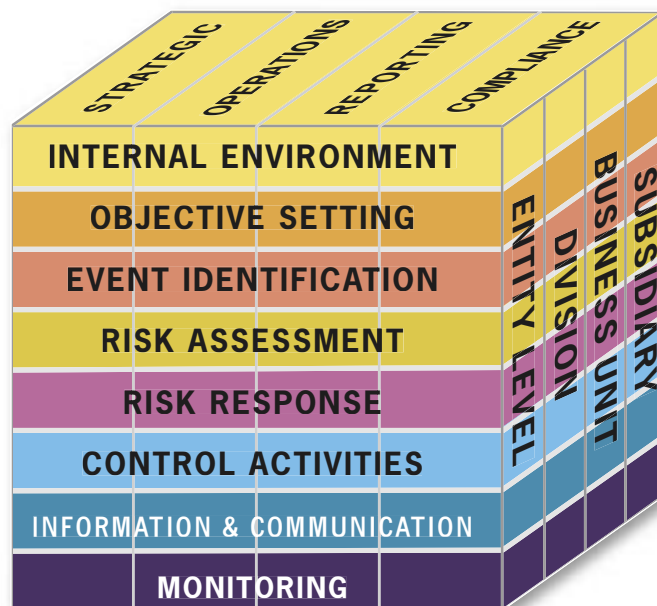 STRATEGIC
OPERATIONS
REPORTING
COMPLIANCE
INTERNAL ENVIRONMENT
OBJECTIVE SETTING
EVENT IDENTIFICATION
RISK ASSESSMENT
RISK RESPONSE
CONTROL ACTIVITIES
INFORMATION & COMMUNICATION
MONITORING
ENTITY LEVEL
DIVISION
BUSINESS UNIT
SUBSIDIARY